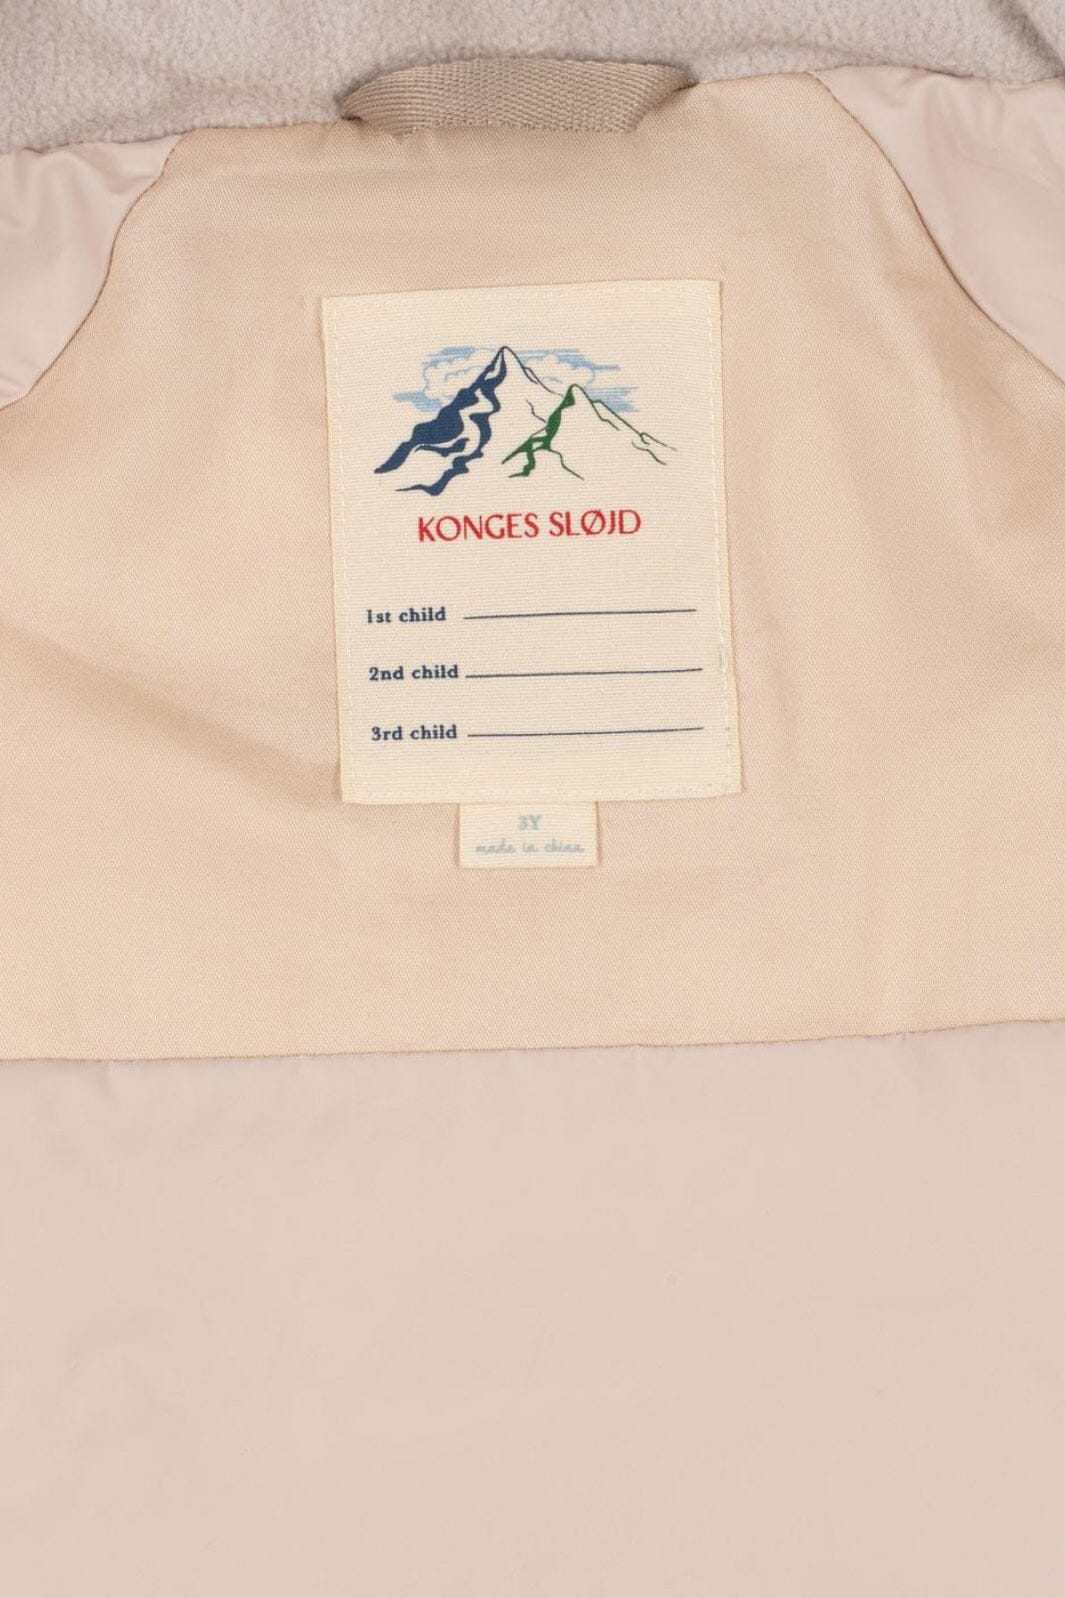 KONGES SLØJD
1st child
2nd child
3rd child
3Y
made in china